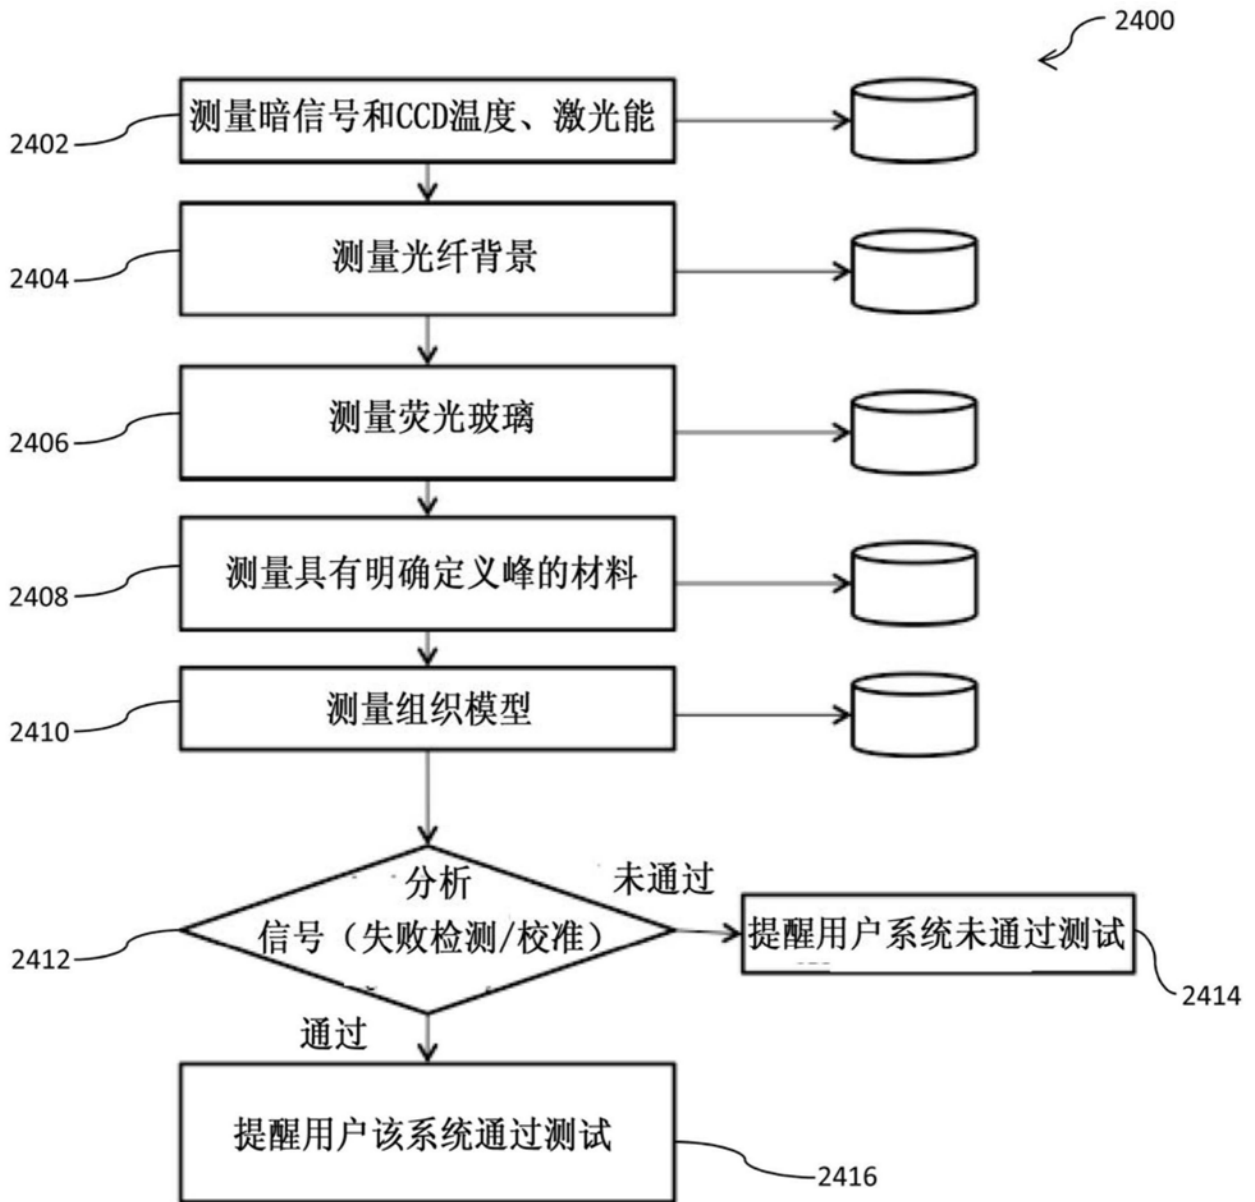 2400
测量暗信号和CCD温度、激光能
2402
测量光纤背景
2404
测量荧光玻璃
2406
测量具有明确定义峰的材料
2408
测量组织模型
2410
分析
未通过
信号（失败检测/校准）
提醒用户系统未通过测试
2412
2414
通过
提醒用户该系统通过测试
2416